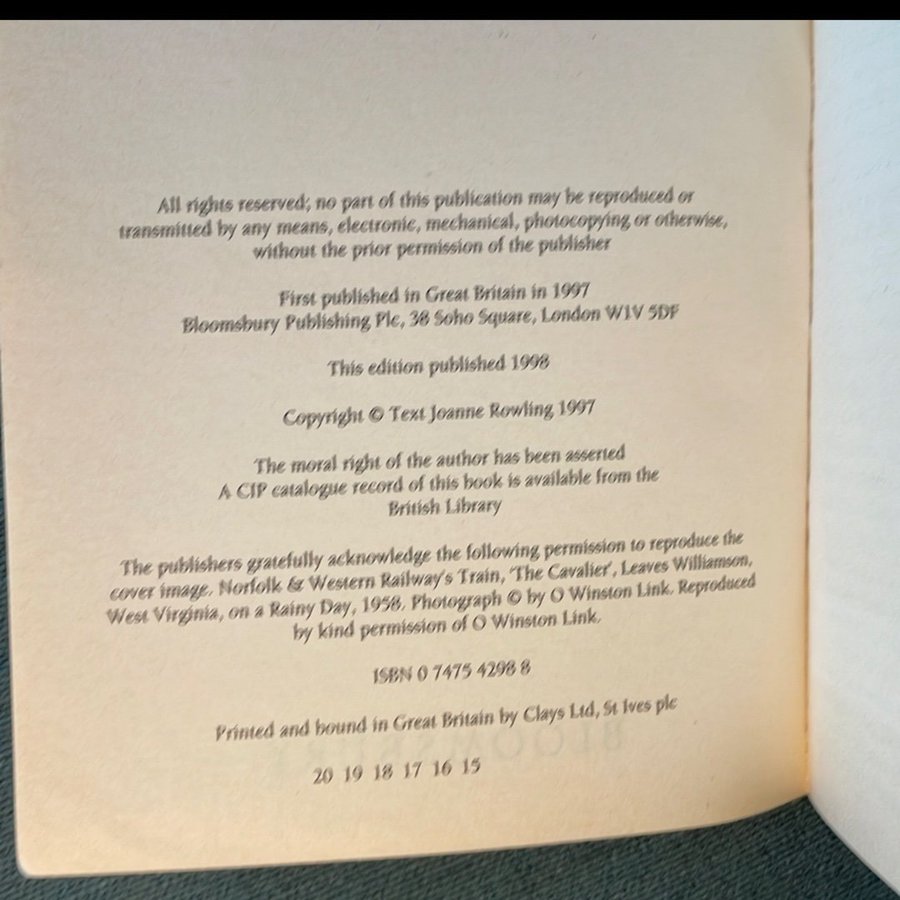 All rights reserved; no part of this publication may be reproduced or
transmitted by any means, electronic, mechanical, photocopying or otherwise,
without the prior permission of the publisher
First published in Great Britain in 1997
Bloomsbury Publishing Plc, 38 Soho Square, London W1V 5DF
This edition published 1998
Copyright © Text Joanne Rowling 1997
The moral right of the author has been asserted
A CIP catalogue record of this book is available from the
British Library
The publishers gratefully acknowledge the following permission to reproduce the
cover image. Norfolk & Western Railway's Train, 'The Cavalier', Leaves Williamson,
West Virginia, on a Rainy Day, 1958. Photograph © by O Winston Link. Reproduced
by kind permission of O Winston Link.
ISBN 0 7475 4298 8
Printed and bound in Great Britain by Clays Ltd, St Ives plc
20 19 18 17 16 15